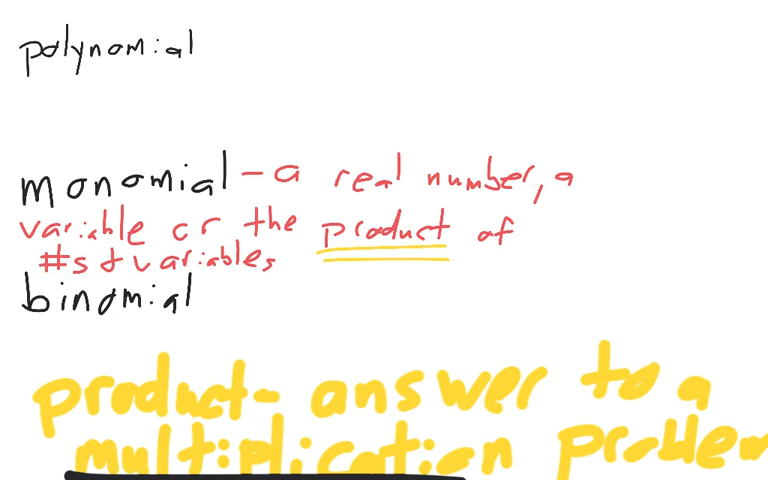 polynomial
monomial - a real number, a
variable or the product of
#s + variables
binomial
product - answer to a
multiplication problem